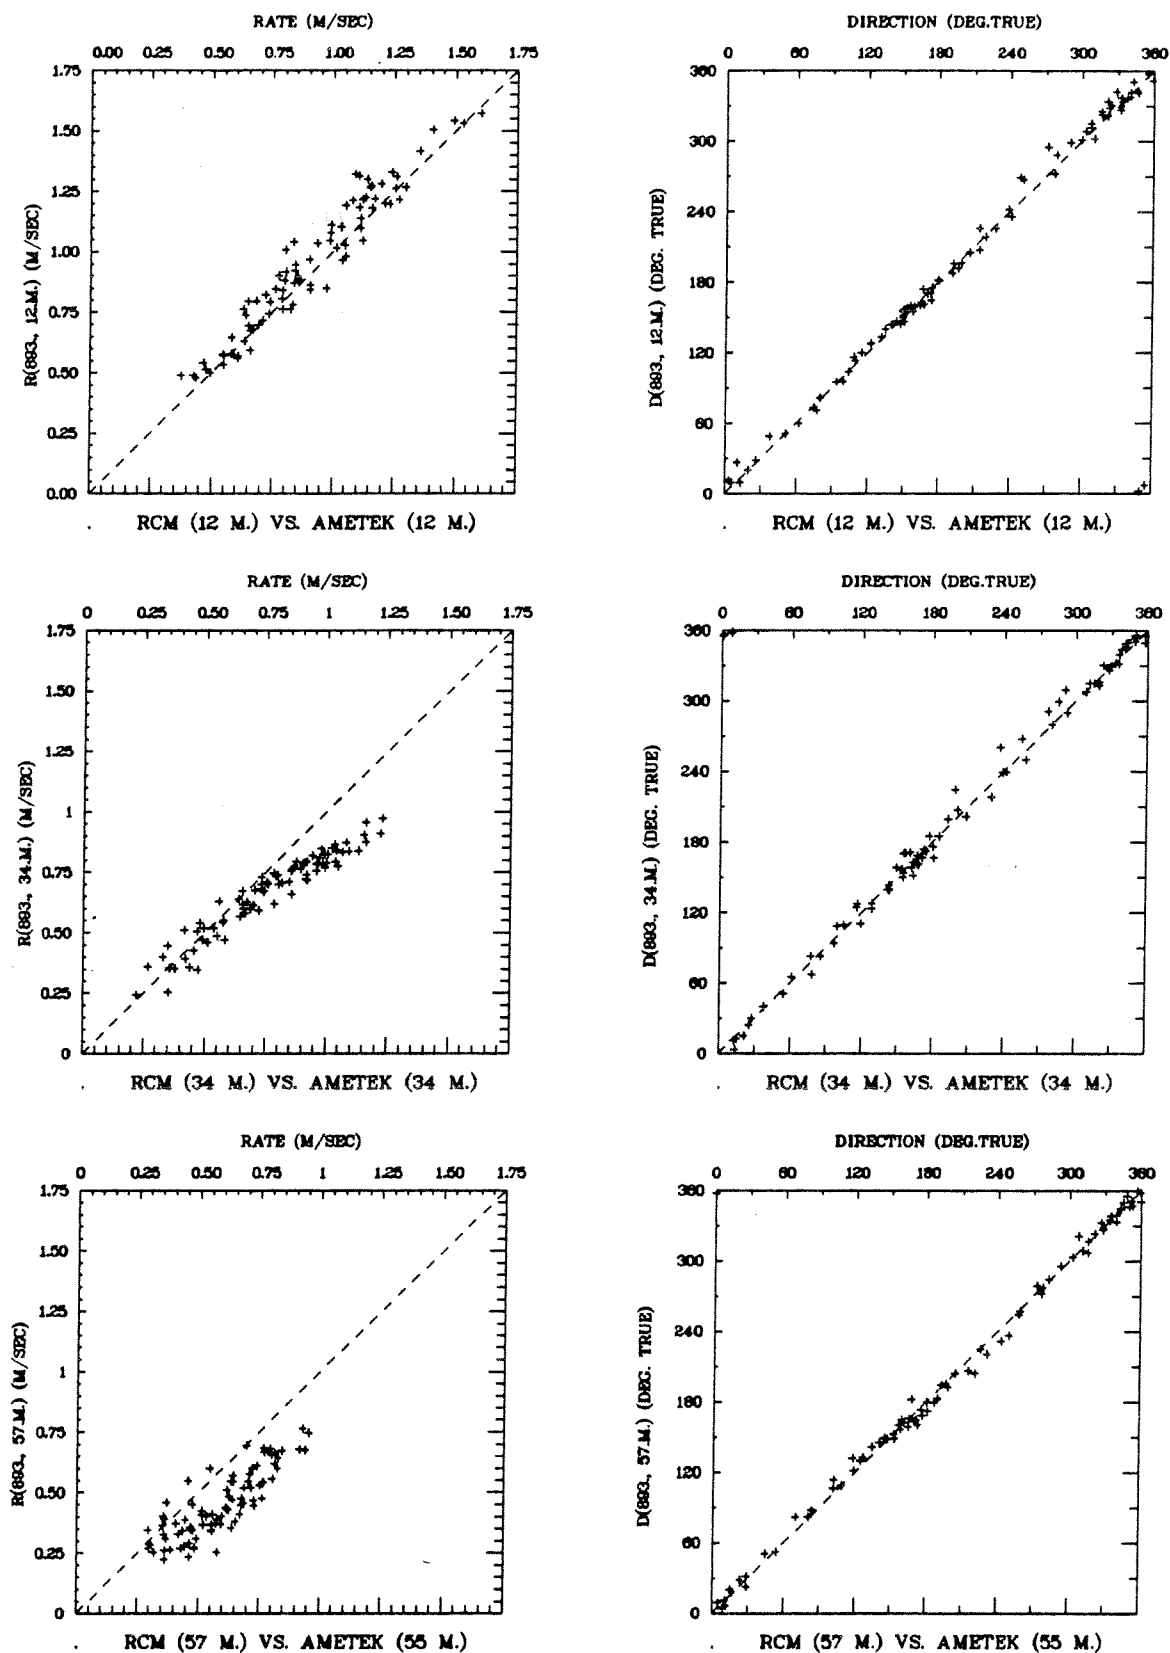 RATE (M/SEC)
0.00 0.25 0.50 0.75 1.00 1.25 1.50 1.75
1.75
1.50
1.25
1.00
0.75
0.50
0.25
0.00
R(893., 12.M.) (M/SEC)
RCM (12 M.) VS. AMETEK (12 M.)
DIRECTION (DEG.TRUE)
0 60 120 180 240 300 360
360
300
240
180
120
60
0
D(893., 12.M.) (DEG. TRUE)
RCM (12 M.) VS. AMETEK (12 M.)
RATE (M/SEC)
0 0.25 0.50 0.75 1 1.25 1.50 1.75
1.75
1.50
1.25
1
0.75
0.50
0.25
0
R(893., 34.M.) (M/SEC)
RCM (34 M.) VS. AMETEK (34 M.)
DIRECTION (DEG.TRUE)
0 60 120 180 240 300 360
360
300
240
180
120
60
0
D(893., 34.M.) (DEG. TRUE)
RCM (34 M.) VS. AMETEK (34 M.)
RATE (M/SEC)
0 0.25 0.50 0.75 1 1.25 1.50 1.75
1.75
1.50
1.25
1
0.75
0.50
0.25
0
R(893., 57.M.) (M/SEC)
RCM (57 M.) VS. AMETEK (55 M.)
DIRECTION (DEG.TRUE)
0 60 120 180 240 300 360
360
300
240
180
120
60
0
D(893., 57.M.) (DEG. TRUE)
RCM (57 M.) VS. AMETEK (55 M.)